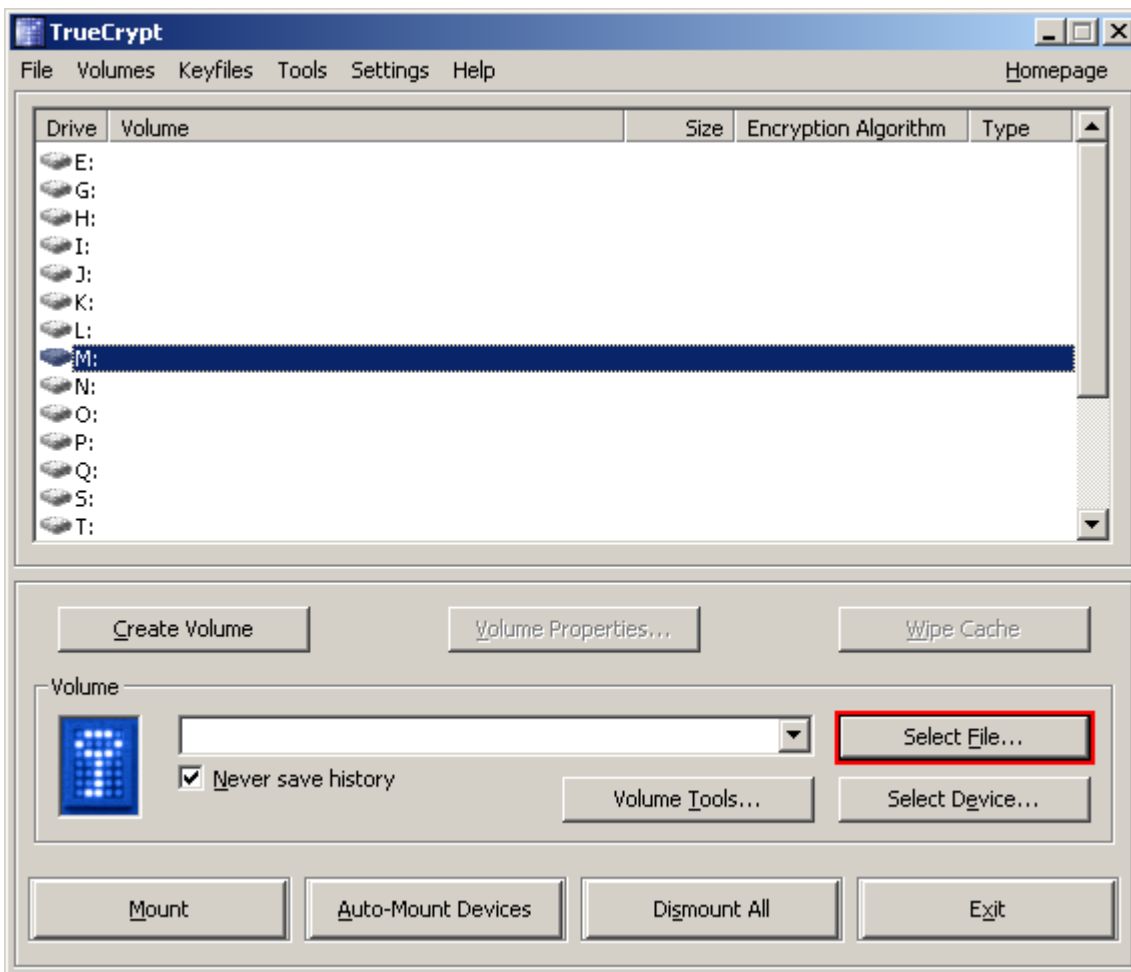 TrueCrypt
File Volumes Keyfiles Tools Settings Help Homepage
Drive Volume Size Encryption Algorithm Type
E:
G:
H:
I:
J:
K:
L:
M:
N:
O:
P:
Q:
S:
T:
Create Volume Volume Properties... Wipe Cache
Volume
Select File...
Never save history
Volume Tools... Select Device...
Mount Auto-Mount Devices Dismount All Exit